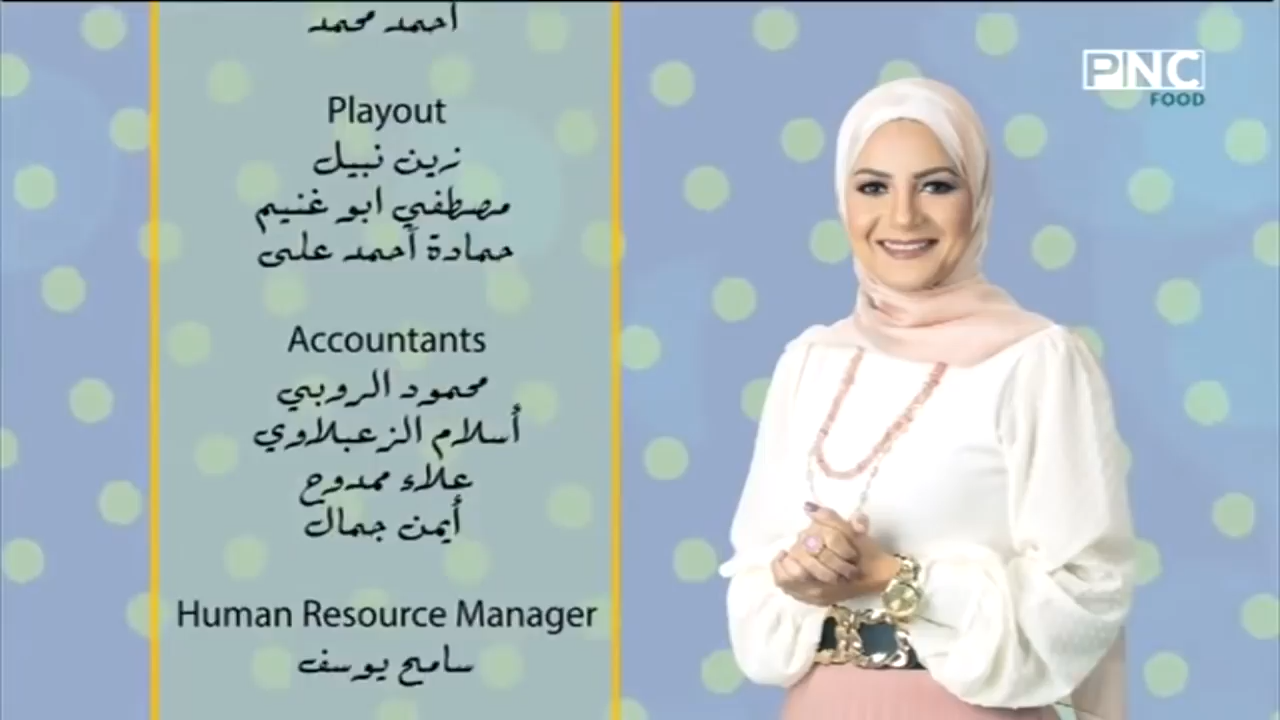 أحمد محمد
Playout
زين نبيل
مصطفي ابو غنيم
حمادة أحمد على
Accountants
محمود الروبي
أسلام الزعبلاوي
علاء ممدوح
أيمن جمال
Human Resource Manager
سامح يوسف
PNC
FOOD